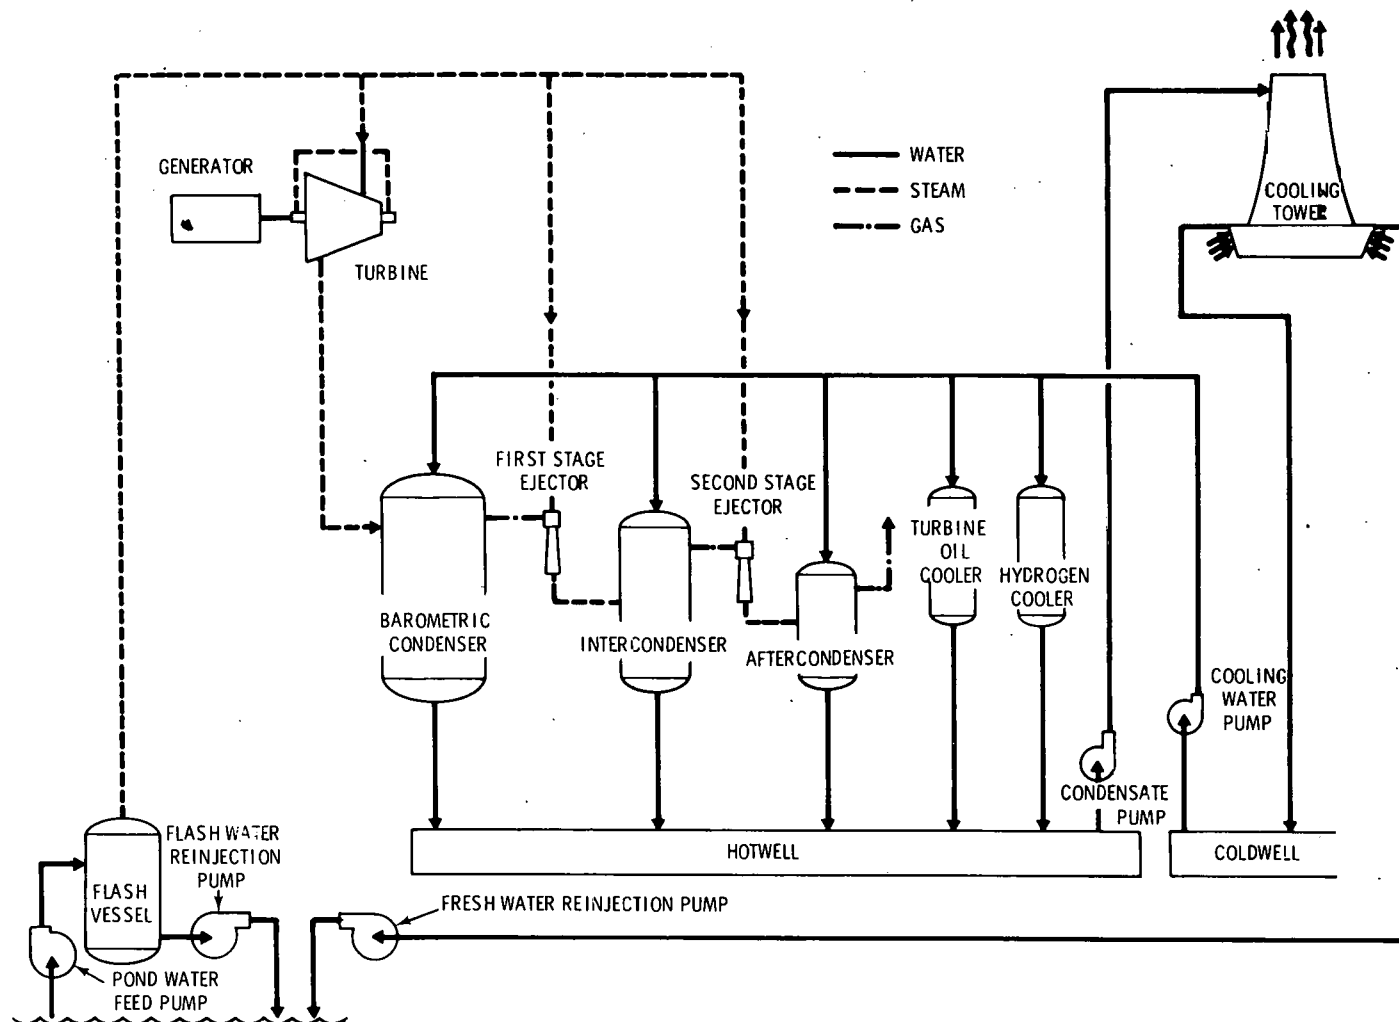 GENERATOR
TURBINE
WATER
STEAM
GAS
COOLING
TOWER
FIRST STAGE
EJECTOR
SECOND STAGE
EJECTOR
TURBINE
OIL
COOLER
HYDROGEN
COOLER
BAROMETRIC
CONDENSER
INTERCONDENSER
AFTERCONDENSER
COOLING
WATER
PUMP
CONDENSATE
PUMP
HOTWELL
COLDWELL
FLASH WATER
REINJECTION
PUMP
FLASH
VESSEL
FRESH WATER REINJECTION PUMP
POND WATER
FEED PUMP